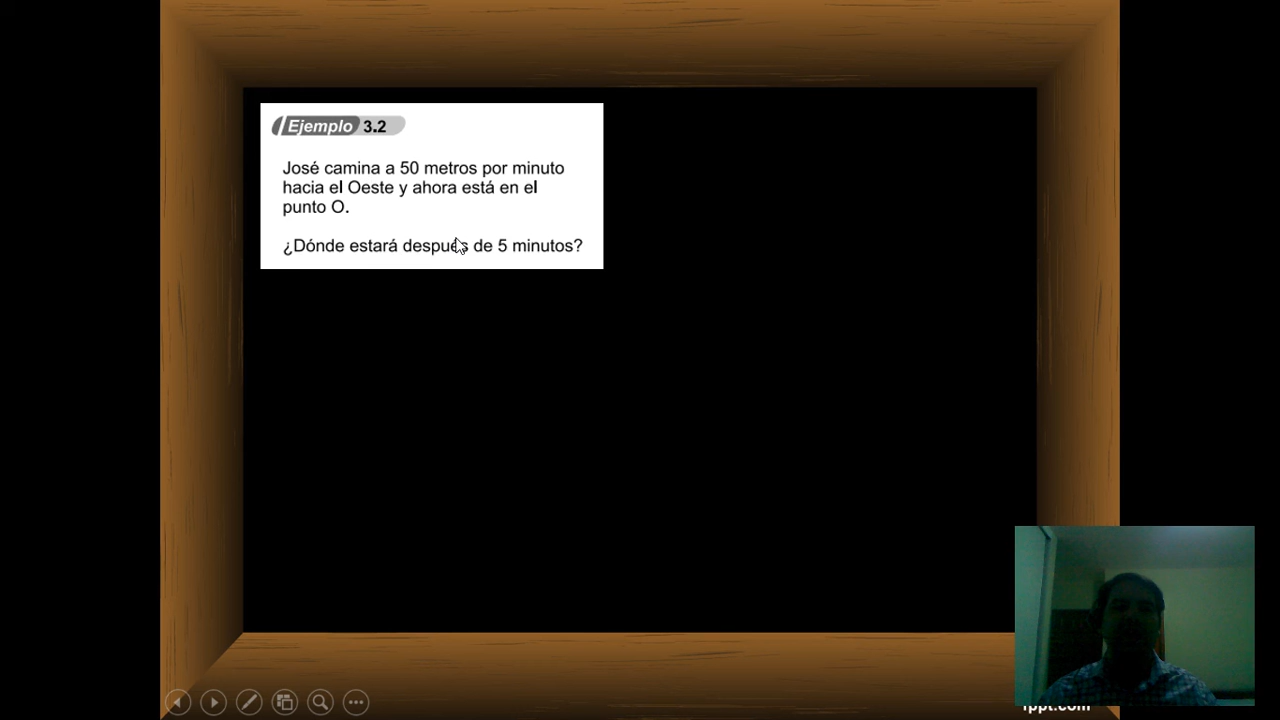 Ejemplo 3.2
José camina a 50 metros por minuto
hacia el Oeste y ahora está en el
punto O.
¿Dónde estará después de 5 minutos?
fppt.com